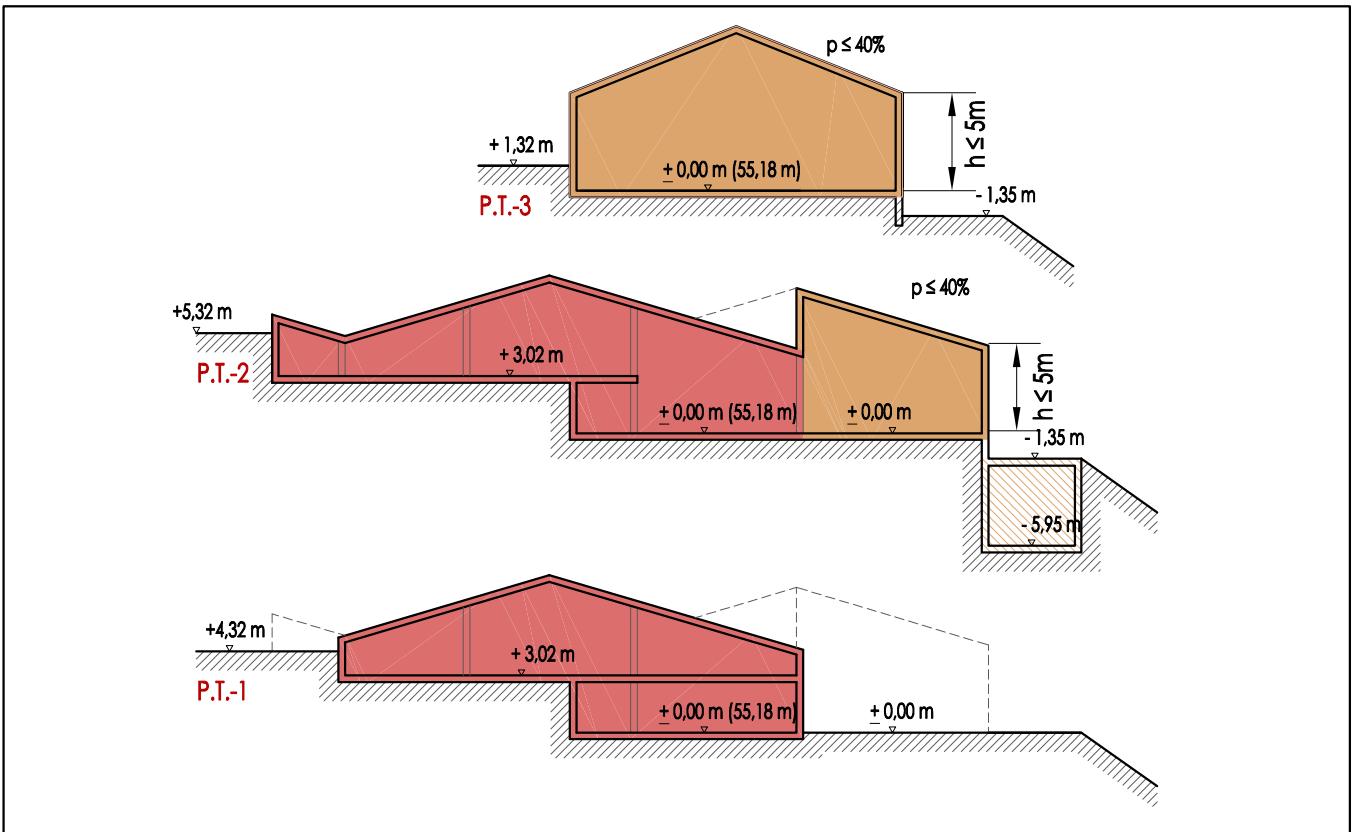 p ≤ 40%
h ≤ 5m
+ 1,32 m
± 0,00 m (55,18 m)
- 1,35 m
P.T.-3
p ≤ 40%
+5,32 m
h ≤ 5m
+ 3,02 m
P.T.-2
± 0,00 m (55,18 m)
± 0,00 m
- 1,35 m
- 5,95 m
+4,32 m
+ 3,02 m
P.T.-1
± 0,00 m (55,18 m)
± 0,00 m